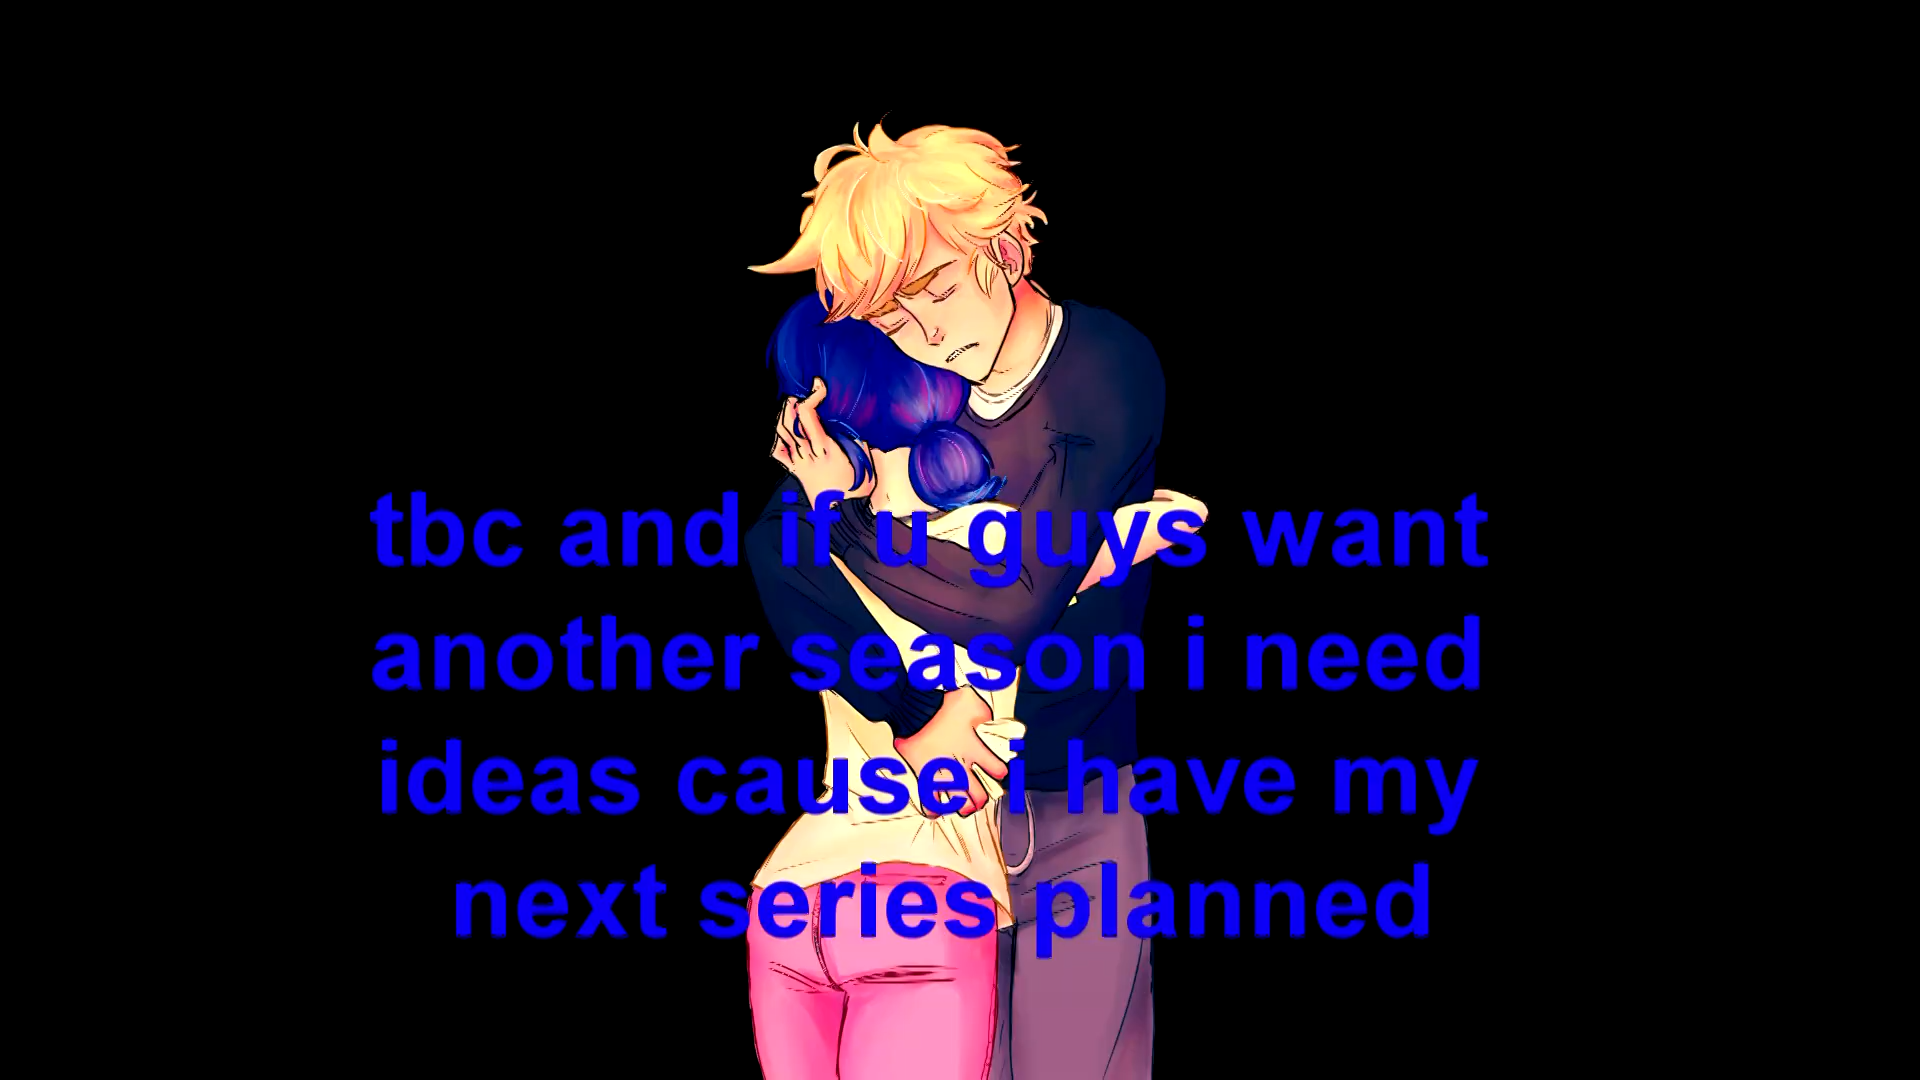 tbc and if u guys want
another season i need
ideas cause i have my
next series planned